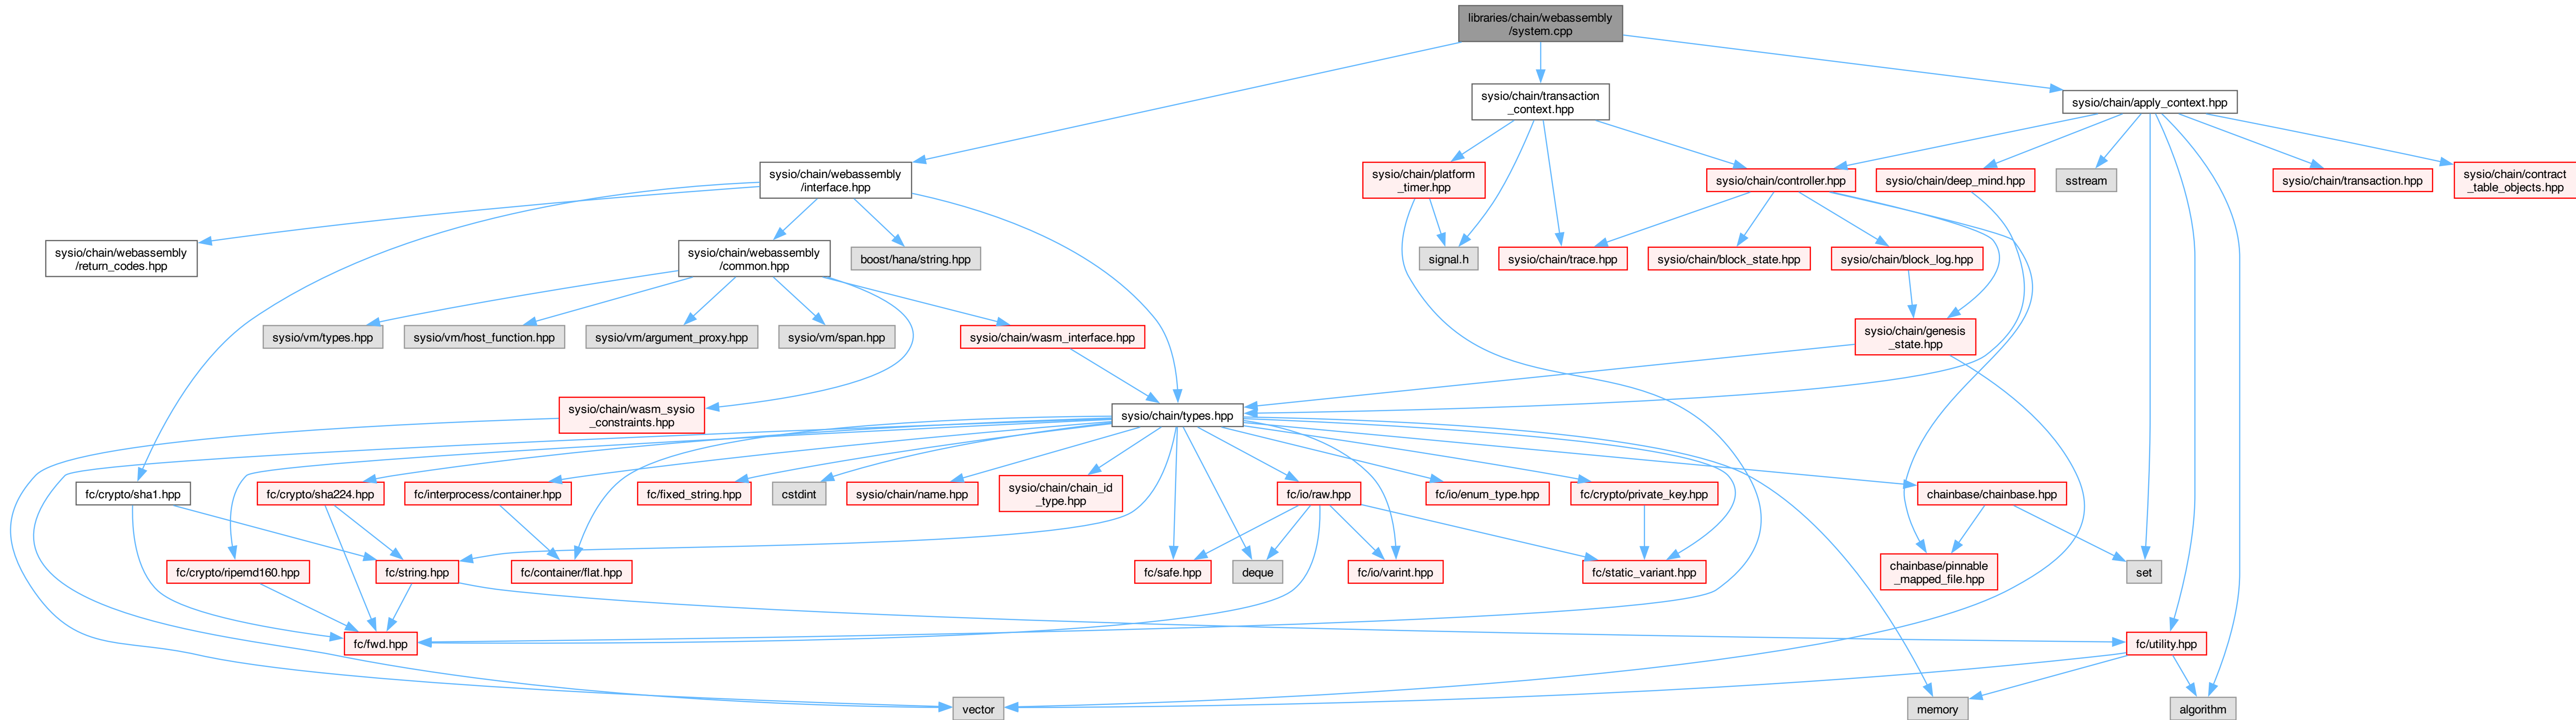 libraries/chain/webassembly
/system.cpp
sysio/chain/transaction
_context.hpp
sysio/chain/apply_context.hpp
sysio/chain/webassembly
/interface.hpp
sysio/chain/platform
_timer.hpp
sysio/chain/controller.hpp
sysio/chain/deep_mind.hpp
sstream
sysio/chain/transaction.hpp
sysio/chain/contract
_table_objects.hpp
sysio/chain/webassembly
/return_codes.hpp
sysio/chain/webassembly
/common.hpp
boost/hana/string.hpp
signal.h
sysio/chain/trace.hpp
sysio/chain/block_state.hpp
sysio/chain/block_log.hpp
sysio/vm/types.hpp
sysio/vm/host_function.hpp
sysio/vm/argument_proxy.hpp
sysio/vm/span.hpp
sysio/chain/wasm_interface.hpp
sysio/chain/genesis
_state.hpp
sysio/chain/wasm_sysio
_constraints.hpp
sysio/chain/types.hpp
fc/crypto/sha1.hpp
fc/crypto/sha224.hpp
fc/interprocess/container.hpp
fc/fixed_string.hpp
cstdint
sysio/chain/name.hpp
sysio/chain/chain_id
_type.hpp
fc/io/raw.hpp
fc/io/enum_type.hpp
fc/crypto/private_key.hpp
chainbase/chainbase.hpp
fc/crypto/ripemd160.hpp
fc/string.hpp
fc/container/flat.hpp
fc/safe.hpp
deque
fc/io/varint.hpp
fc/static_variant.hpp
chainbase/pinnable
_mapped_file.hpp
set
fc/fwd.hpp
fc/utility.hpp
vector
memory
algorithm